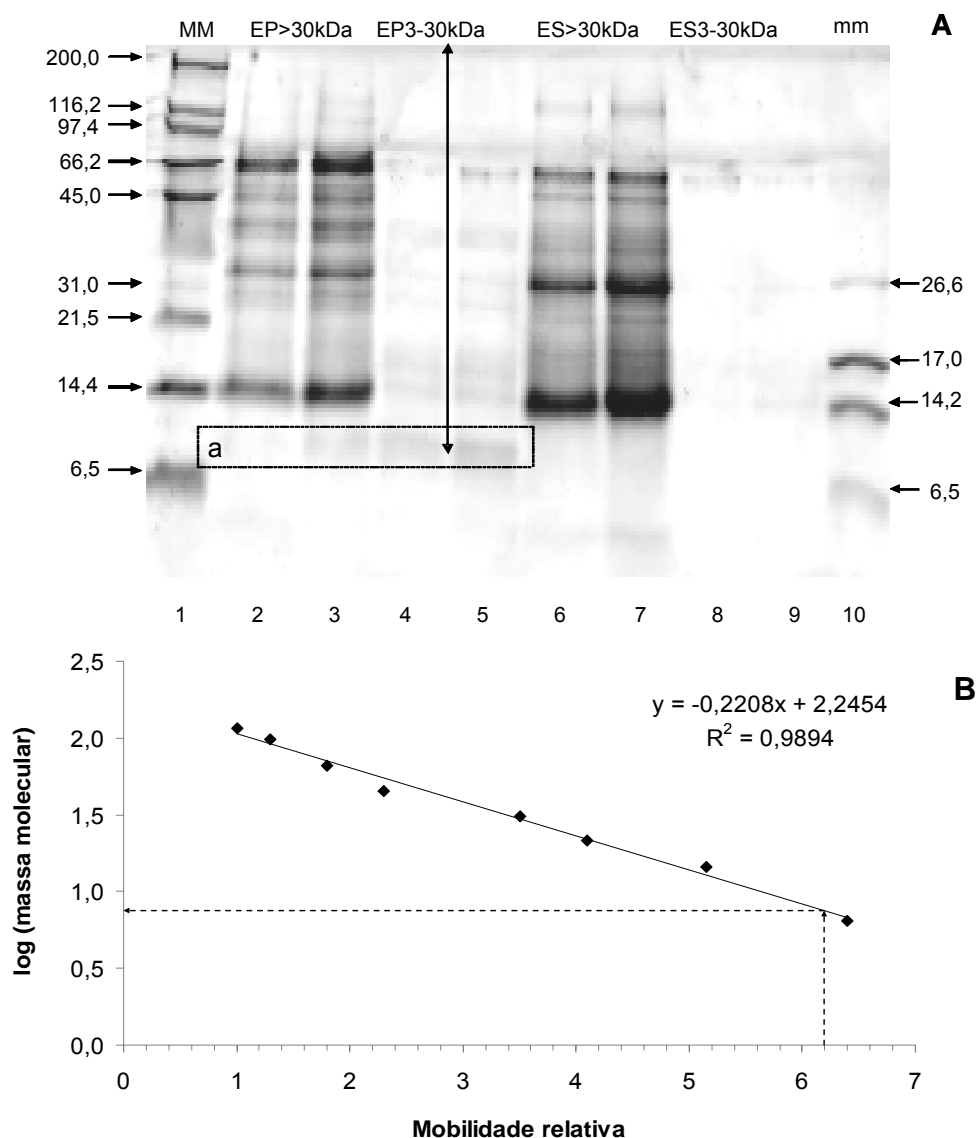 MM EP>30kDa EP3-30kDa ES>30kDa ES3-30kDa mm A
200,0
116,2
97,4
66,2
45,0
31,0
21,5
14,4
6,5
a
26,6
17,0
14,2
6,5
1 2 3 4 5 6 7 8 9 10
B
y = -0,2208x + 2,2454
R² = 0,9894
log (massa molecular)
2,5
2,0
1,5
1,0
0,5
0,0
0 1 2 3 4 5 6 7
Mobilidade relativa